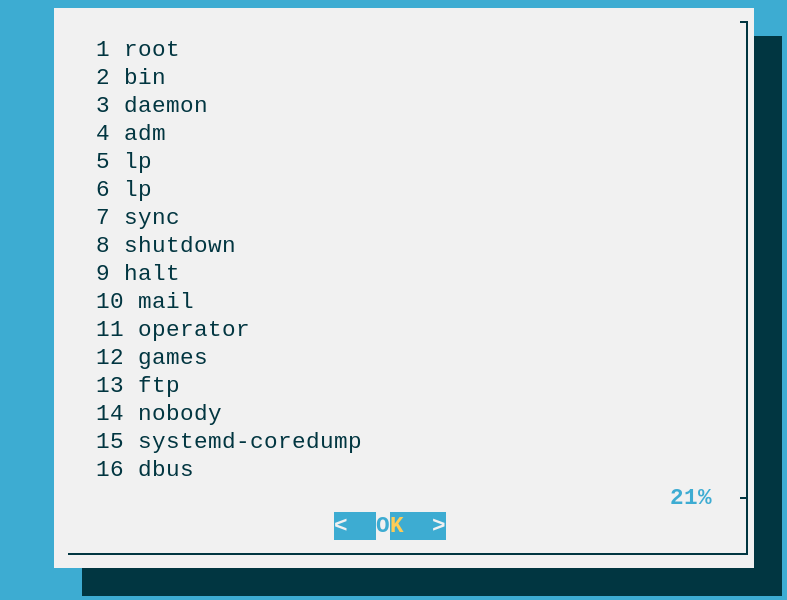 1 root
2 bin
3 daemon
4 adm
5 lp
6 lp
7 sync
8 shutdown
9 halt
10 mail
11 operator
12 games
13 ftp
14 nobody
15 systemd-coredump
16 dbus
21%
<  OK  >